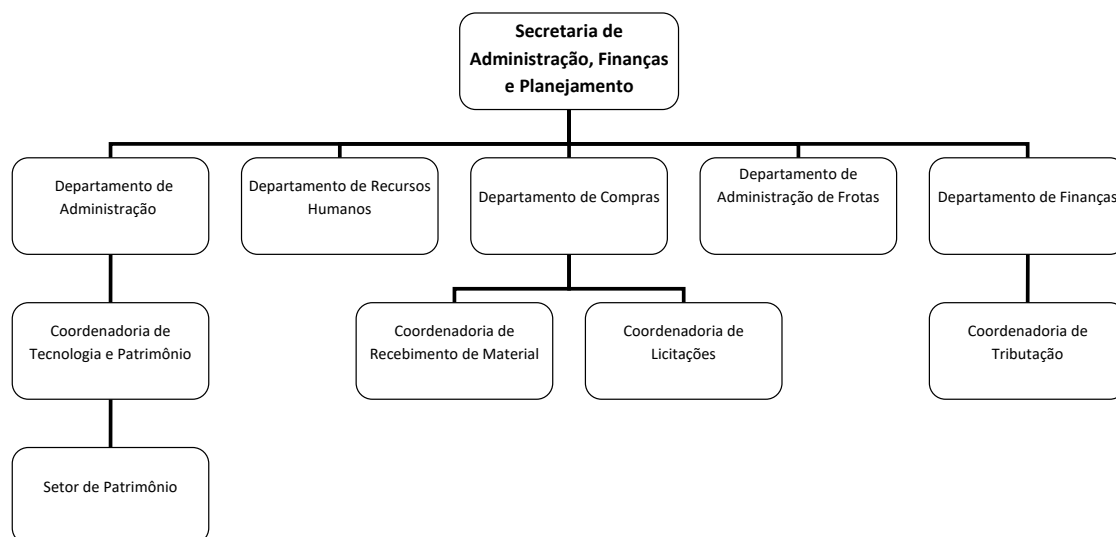 Secretaria de
Administração, Finanças
e Planejamento
Departamento de
Administração
Departamento de Recursos
Humanos
Departamento de Compras
Departamento de
Administração de Frotas
Departamento de Finanças
Coordenadoria de
Tecnologia e Patrimônio
Coordenadoria de
Recebimento de Material
Coordenadoria de
Licitações
Coordenadoria de
Tributação
Setor de Patrimônio